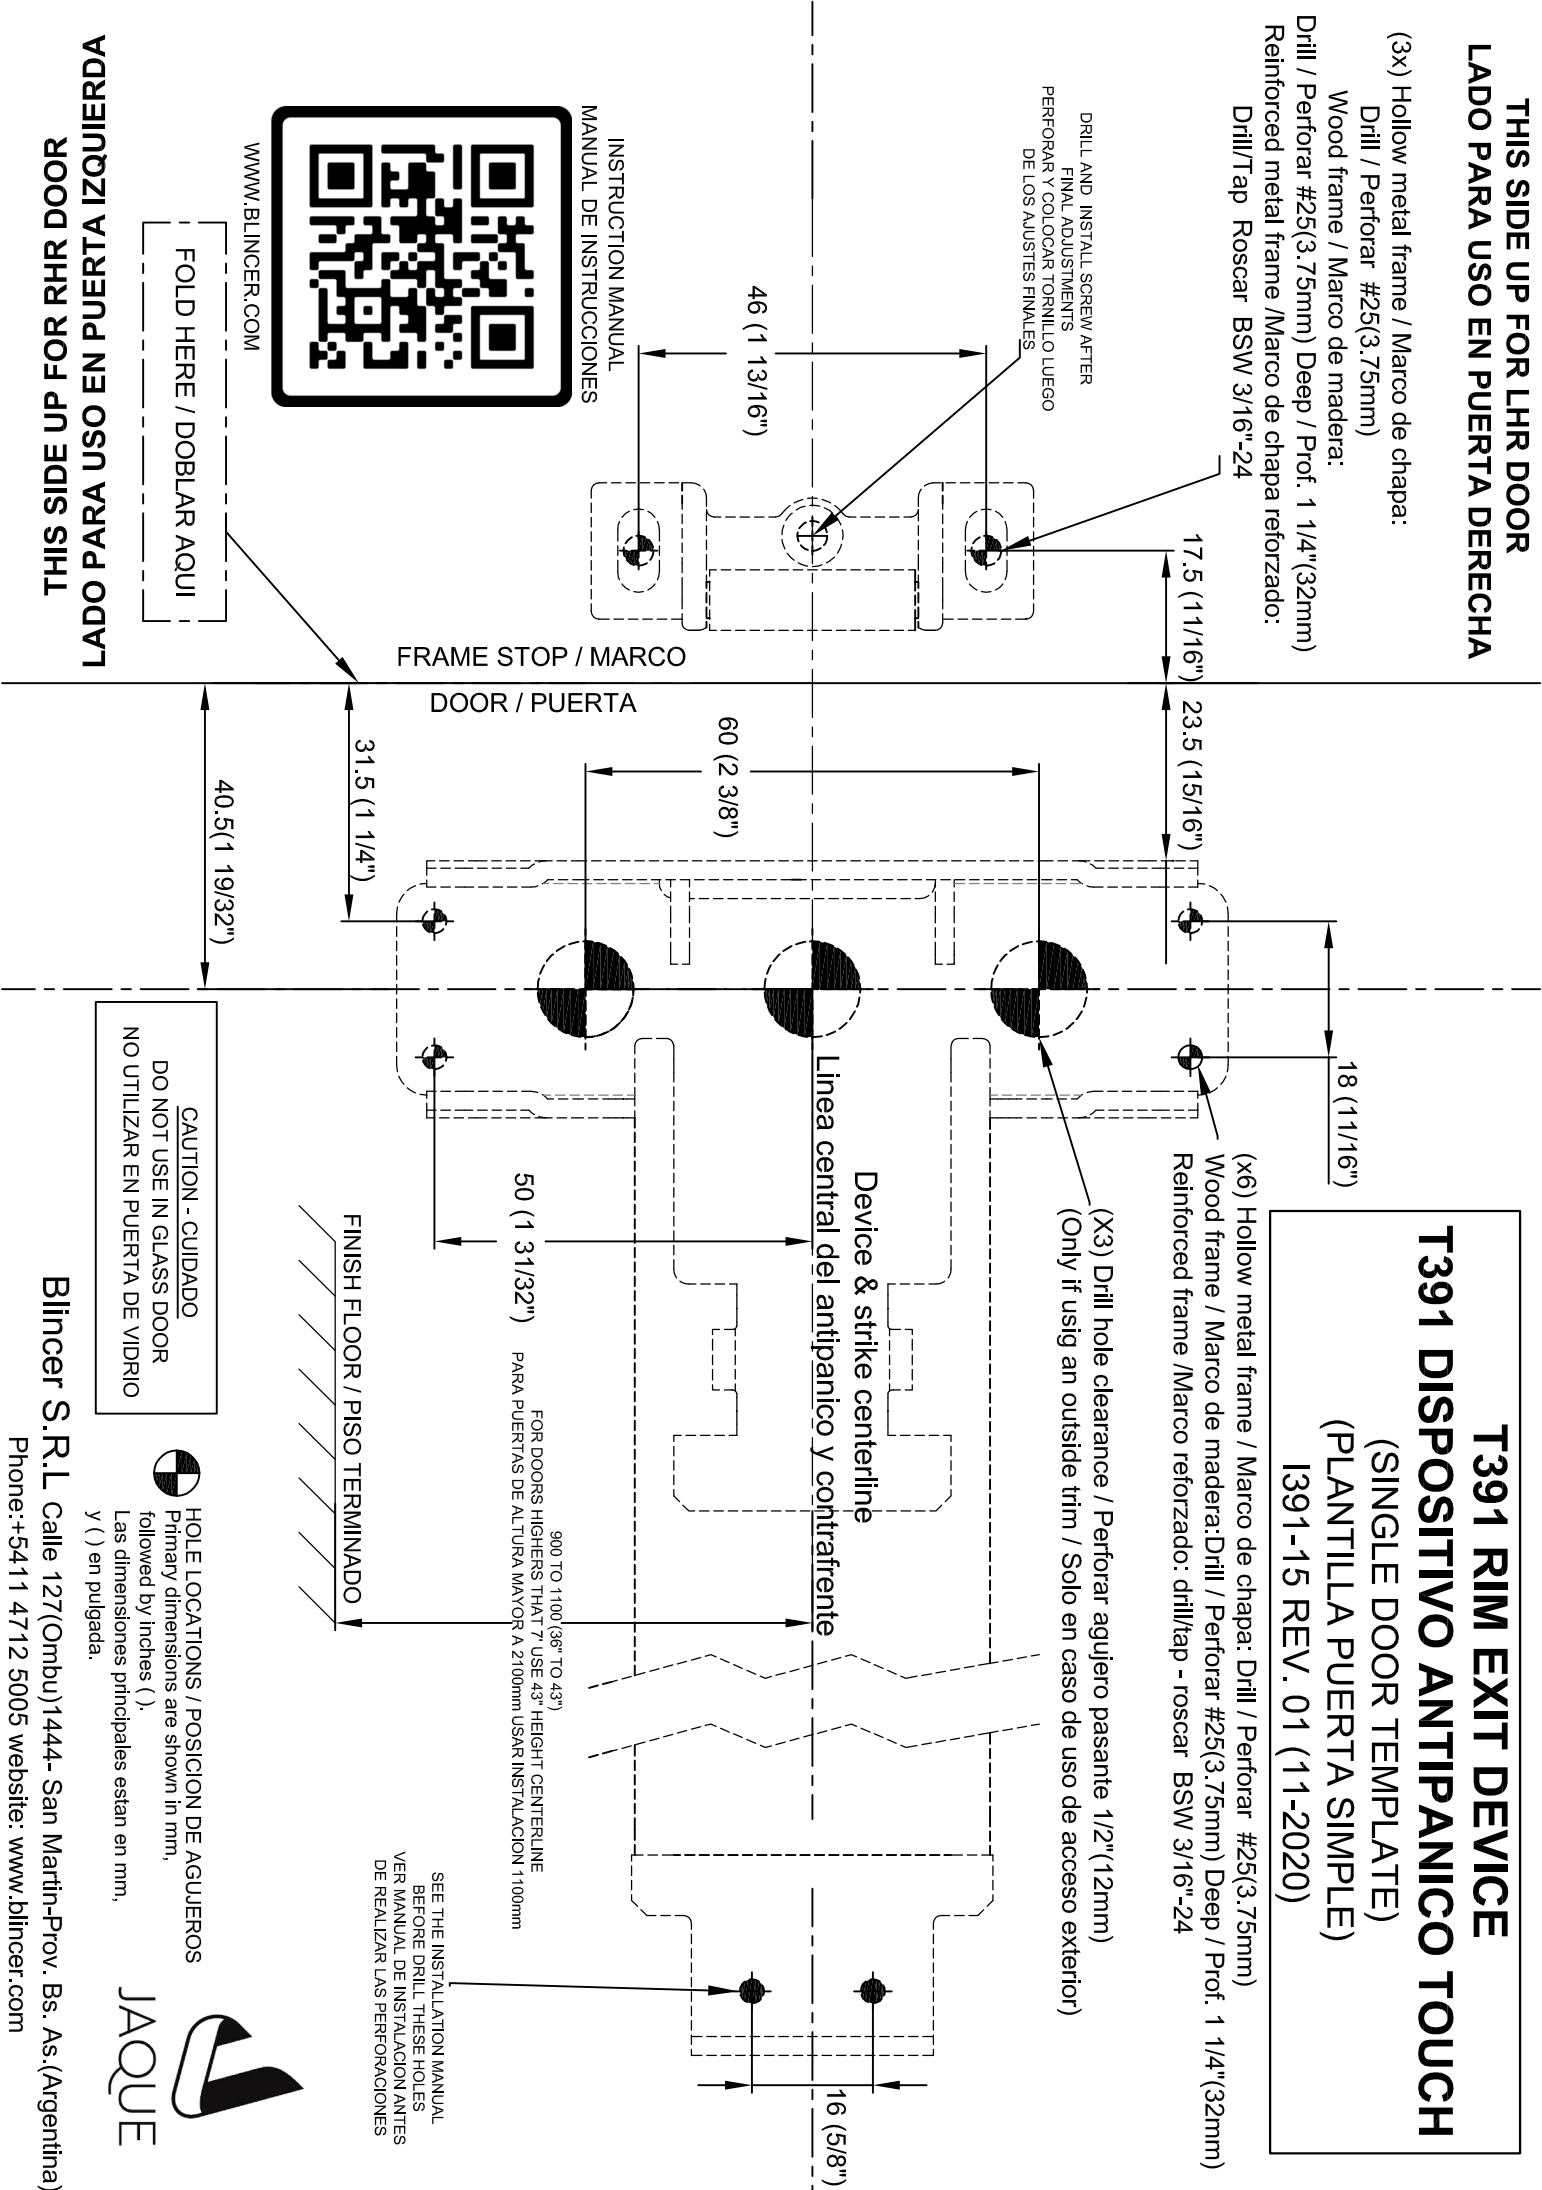 THIS SIDE UP FOR LHR DOOR
LADO PARA USO EN PUERTA DERECHA
(3x) Hollow metal frame / Marco de chapa:
Drill / Perforar #25(3.75mm)
Wood frame / Marco de madera:
Drill / Perforar #25(3.75mm) Deep / Prof. 1 1/4"(32mm)
Reinforced metal frame /Marco de chapa reforzado:
Drill/Tap Roscar BSW 3/16"-24
T391 RIM EXIT DEVICE
T391 DISPOSITIVO ANTIPANICO TOUCH
(SINGLE DOOR TEMPLATE)
(PLANTILLA PUERTA SIMPLE)
I391-15 REV. 01 (11-2020)
17.5 (11/16")
23.5 (15/16")
18 (11/16")
(x6) Hollow metal frame / Marco de chapa: Drill / Perforar #25(3.75mm)
Wood frame / Marco de madera:Drill / Perforar #25(3.75mm) Deep / Prof. 1 1/4"(32mm)
Reinforced frame /Marco reforzado: drill/tap - roscar BSW 3/16"-24
(X3) Drill hole clearance / Perforar agujero pasante 1/2"(12mm)
(Only if usig an outside trim / Solo en caso de uso de acceso exterior)
DRILL AND INSTALL SCREW AFTER
FINAL ADJUSTMENTS
PERFORAR Y COLOCAR TORNILLO LUEGO
DE LOS AJUSTES FINALES
46 (1 13/16")
60 (2 3/8")
Device & strike centerline
Linea central del antipanico y contrafrente
16 (5/8")
FRAME STOP / MARCO
DOOR / PUERTA
INSTRUCTION MANUAL
MANUAL DE INSTRUCCIONES
WWW.BLINCER.COM
31.5 (1 1/4")
40.5(1 19/32")
50 (1 31/32")
900 TO 1100 (36" TO 43")
FOR DOORS HIGHERS THAT 7' USE 43" HEIGHT CENTERLINE
PARA PUERTAS DE ALTURA MAYOR A 2100mm USAR INSTALACION 1100mm
FINISH FLOOR / PISO TERMINADO
SEE THE INSTALLATION MANUAL
BEFORE DRILL THESE HOLES
VER MANUAL DE INSTALACION ANTES
DE REALIZAR LAS PERFORACIONES
FOLD HERE / DOBLAR AQUI
CAUTION - CUIDADO
DO NOT USE IN GLASS DOOR
NO UTILIZAR EN PUERTA DE VIDRIO
HOLE LOCATIONS / POSICION DE AGUJEROS
Primary dimensions are shown in mm,
followed by inches ( ).
Las dimensiones principales estan en mm,
y ( ) en pulgada.
JAQUE
LADO PARA USO EN PUERTA IZQUIERDA
THIS SIDE UP FOR RHR DOOR
Blincer S.R.L Calle 127(Ombu)1444- San Martin-Prov. Bs. As.(Argentina)
Phone:+5411 4712 5005 website: www.blincer.com